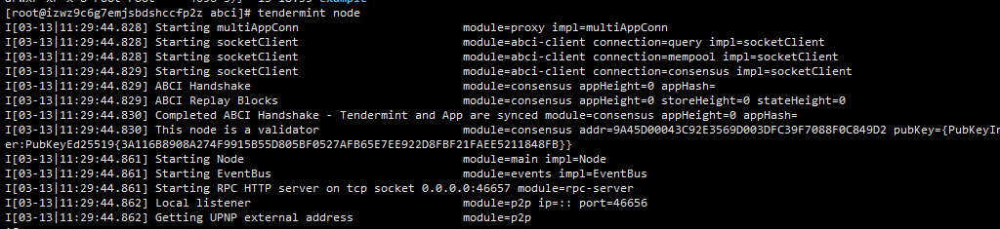 [root@izwz9c6g7emjsbdshccfp2z abci]# tendermint node
I[03-13|11:29:44.828] Starting multiAppConn module=proxy impl=multiAppConn
I[03-13|11:29:44.828] Starting socketClient module=abci-client connection=query impl=socketClient
I[03-13|11:29:44.828] Starting socketClient module=abci-client connection=mempool impl=socketClient
I[03-13|11:29:44.829] Starting socketClient module=abci-client connection=consensus impl=socketClient
I[03-13|11:29:44.829] ABCI Handshake module=consensus appHeight=0 appHash=
I[03-13|11:29:44.829] ABCI Replay Blocks module=consensus appHeight=0 storeHeight=0 stateHeight=0
I[03-13|11:29:44.830] Completed ABCI Handshake - Tendermint and App are synced module=consensus appHeight=0 appHash=
I[03-13|11:29:44.830] This node is a validator module=consensus addr=9A45D00043C92E3569D003DFC39F7088F0C849D2 pubKey={PubKeyIn
er:PubKeyEd25519{3A116B8908A274F9915B55D805BF0527AFB65E7EE922D8FBF21FAEE5211848FB}}
I[03-13|11:29:44.861] Starting Node module=main impl=Node
I[03-13|11:29:44.861] Starting EventBus module=events impl=EventBus
I[03-13|11:29:44.861] Starting RPC HTTP server on tcp socket 0.0.0.0:46657 module=rpc-server
I[03-13|11:29:44.862] Local listener module=p2p ip=:: port=46656
I[03-13|11:29:44.862] Getting UPNP external address module=p2p